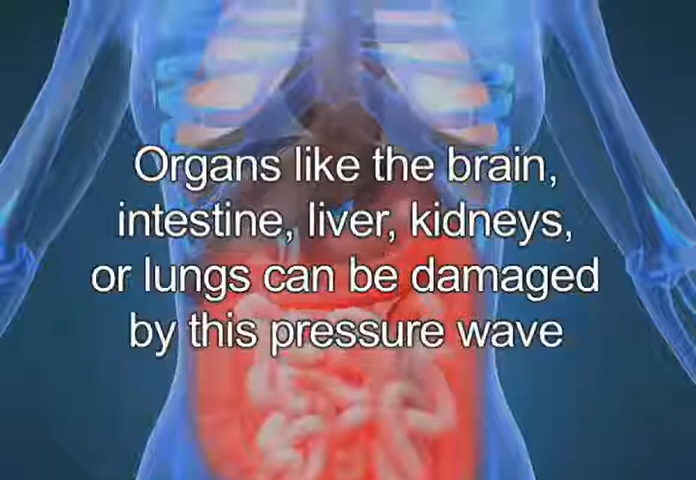 Organs like the brain,
intestine, liver, kidneys,
or lungs can be damaged
by this pressure wave